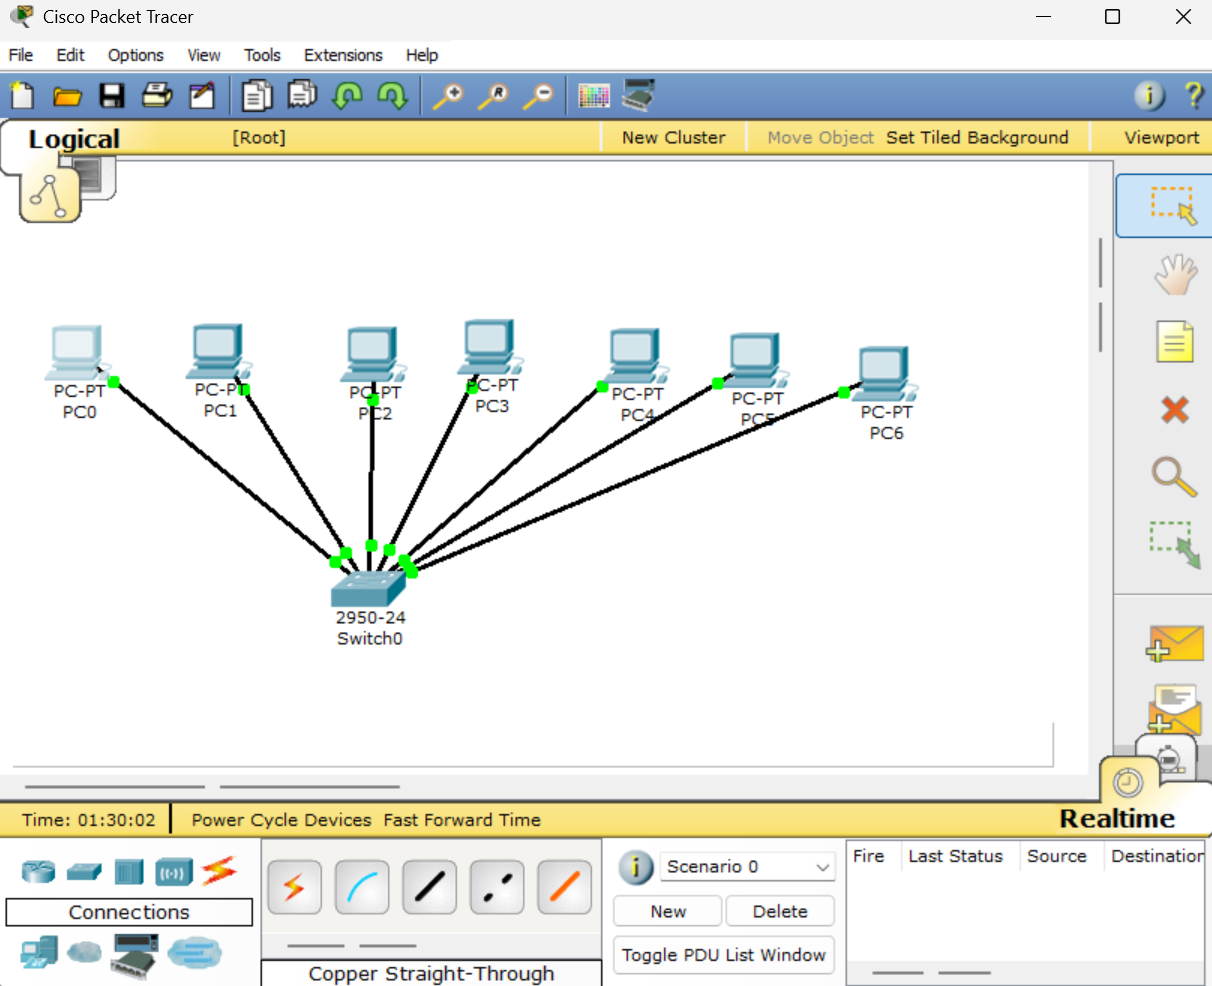 Cisco Packet Tracer
File Edit Options View Tools Extensions Help
Logical [Root] New Cluster Move Object Set Tiled Background Viewport
PC-PT
PC0
PC-PT
PC1
PC-PT
PC2
PC-PT
PC3
PC-PT
PC4
PC-PT
PC5
PC-PT
PC6
2950-24
Switch0
Time: 01:30:02 Power Cycle Devices Fast Forward Time Realtime
Connections
Copper Straight-Through
Scenario 0
New Delete
Toggle PDU List Window
Fire Last Status Source Destination